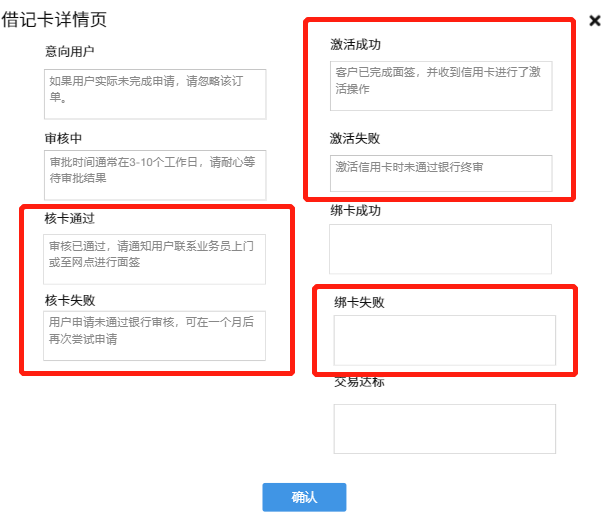 借记卡详情页
意向用户
如果用户实际未完成申请，请忽略该订
单。
审核中
审批时间通常在3-10个工作日，请耐心等
待审批结果
核卡通过
审核已通过，请通知用户联系业务员上门
或至网点进行面签
核卡失败
用户申请未通过银行审核，可在一个月后
再次尝试申请
激活成功
客户已完成面签，并收到信用卡进行了激
活操作
激活失败
激活信用卡时未通过银行终审
绑卡成功
绑卡失败
交易达标
确认